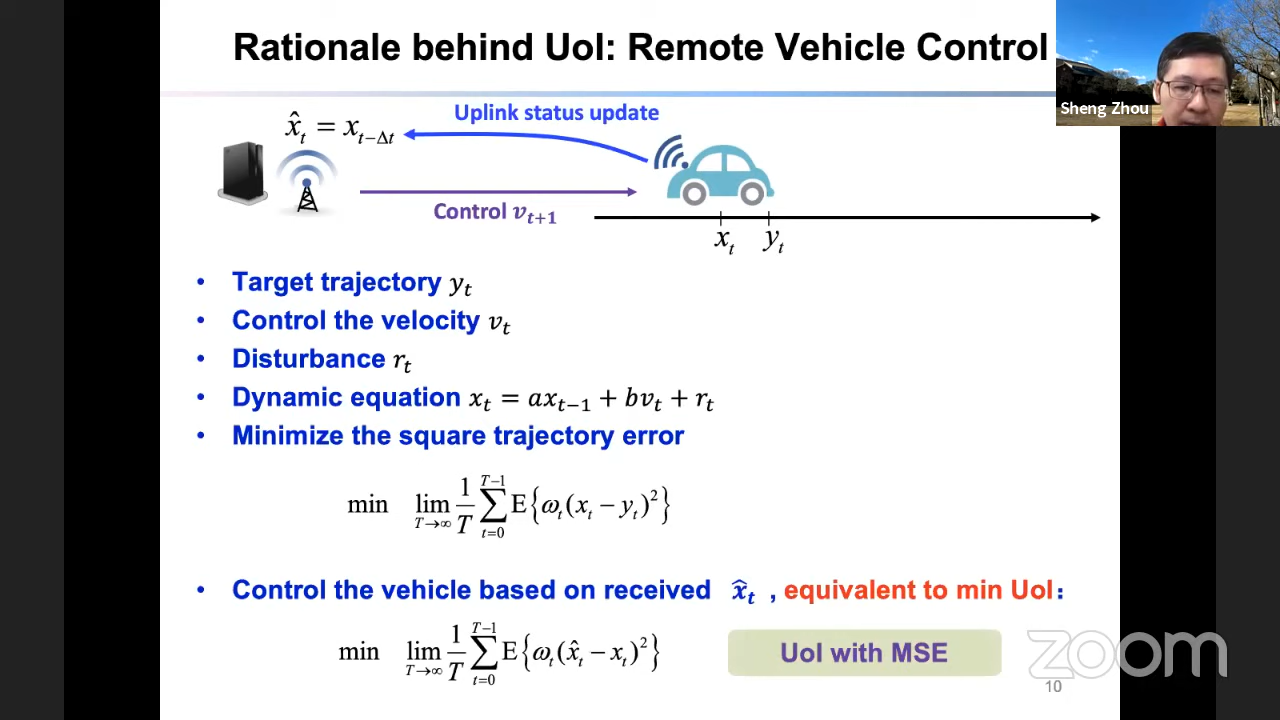 Rationale behind UoI: Remote Vehicle Control
Sheng Zhou
Uplink status update
x̂_t = x_{t−Δt}
Control v_{t+1}
x_t y_t
• Target trajectory y_t
• Control the velocity v_t
• Disturbance r_t
• Dynamic equation x_t = ax_{t−1} + bv_t + r_t
• Minimize the square trajectory error
min lim_{T→∞} 1/T ∑_{t=0}^{T−1} E{ω_t(x_t − y_t)^2}
• Control the vehicle based on received x̂_t , equivalent to min UoI：
min lim_{T→∞} 1/T ∑_{t=0}^{T−1} E{ω_t(x̂_t − x_t)^2}
UoI with MSE
zoom
10